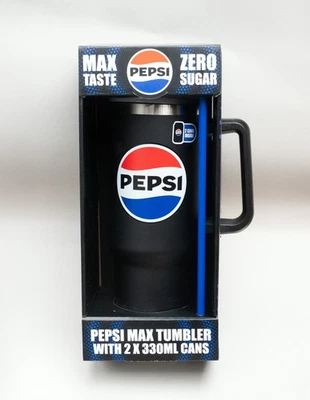 MAX
TASTE
PEPSI
ZERO
SUGAR
PEPSI
PEPSI MAX TUMBLER
WITH 2 X 330ML CANS